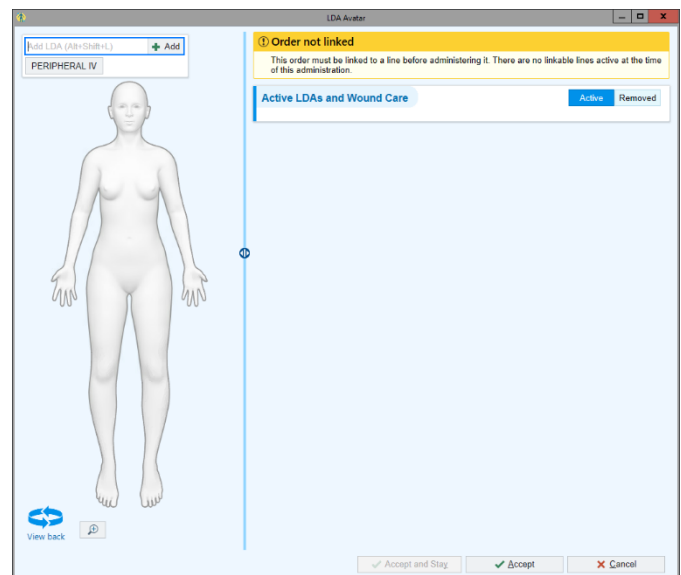 LDA Avatar
Add LDA (Alt+Shift+L)
Add
PERIPHERAL IV
Order not linked
This order must be linked to a line before administering it. There are no linkable lines active at the time
of this administration.
Active LDAs and Wound Care
Active
Removed
View back
Accept and Stay
Accept
Cancel